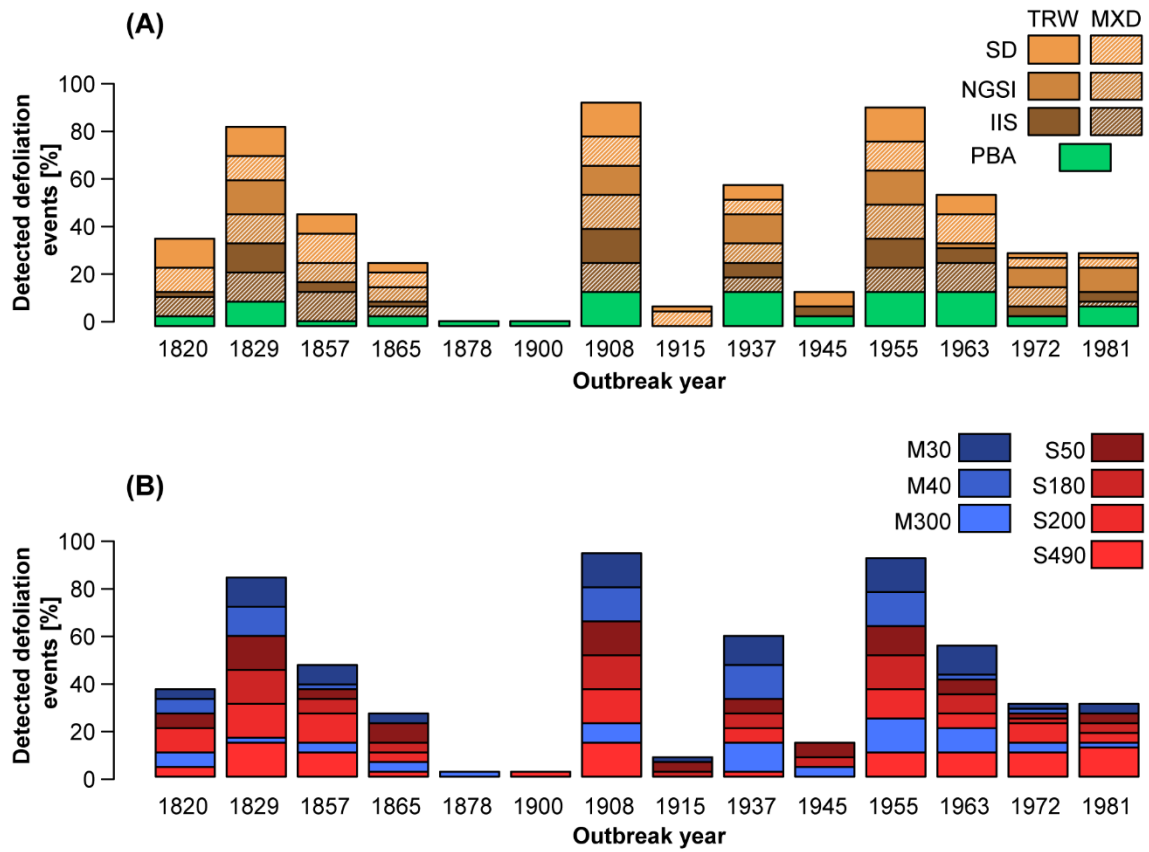 (A)
TRW MXD
SD
NGSI
IIS
PBA
Detected defoliation
events [%]
100
80
60
40
20
0
1820 1829 1857 1865 1878 1900 1908 1915 1937 1945 1955 1963 1972 1981
Outbreak year
(B)
M30 S50
M40 S180
M300 S200
S490
Detected defoliation
events [%]
100
80
60
40
20
0
1820 1829 1857 1865 1878 1900 1908 1915 1937 1945 1955 1963 1972 1981
Outbreak year